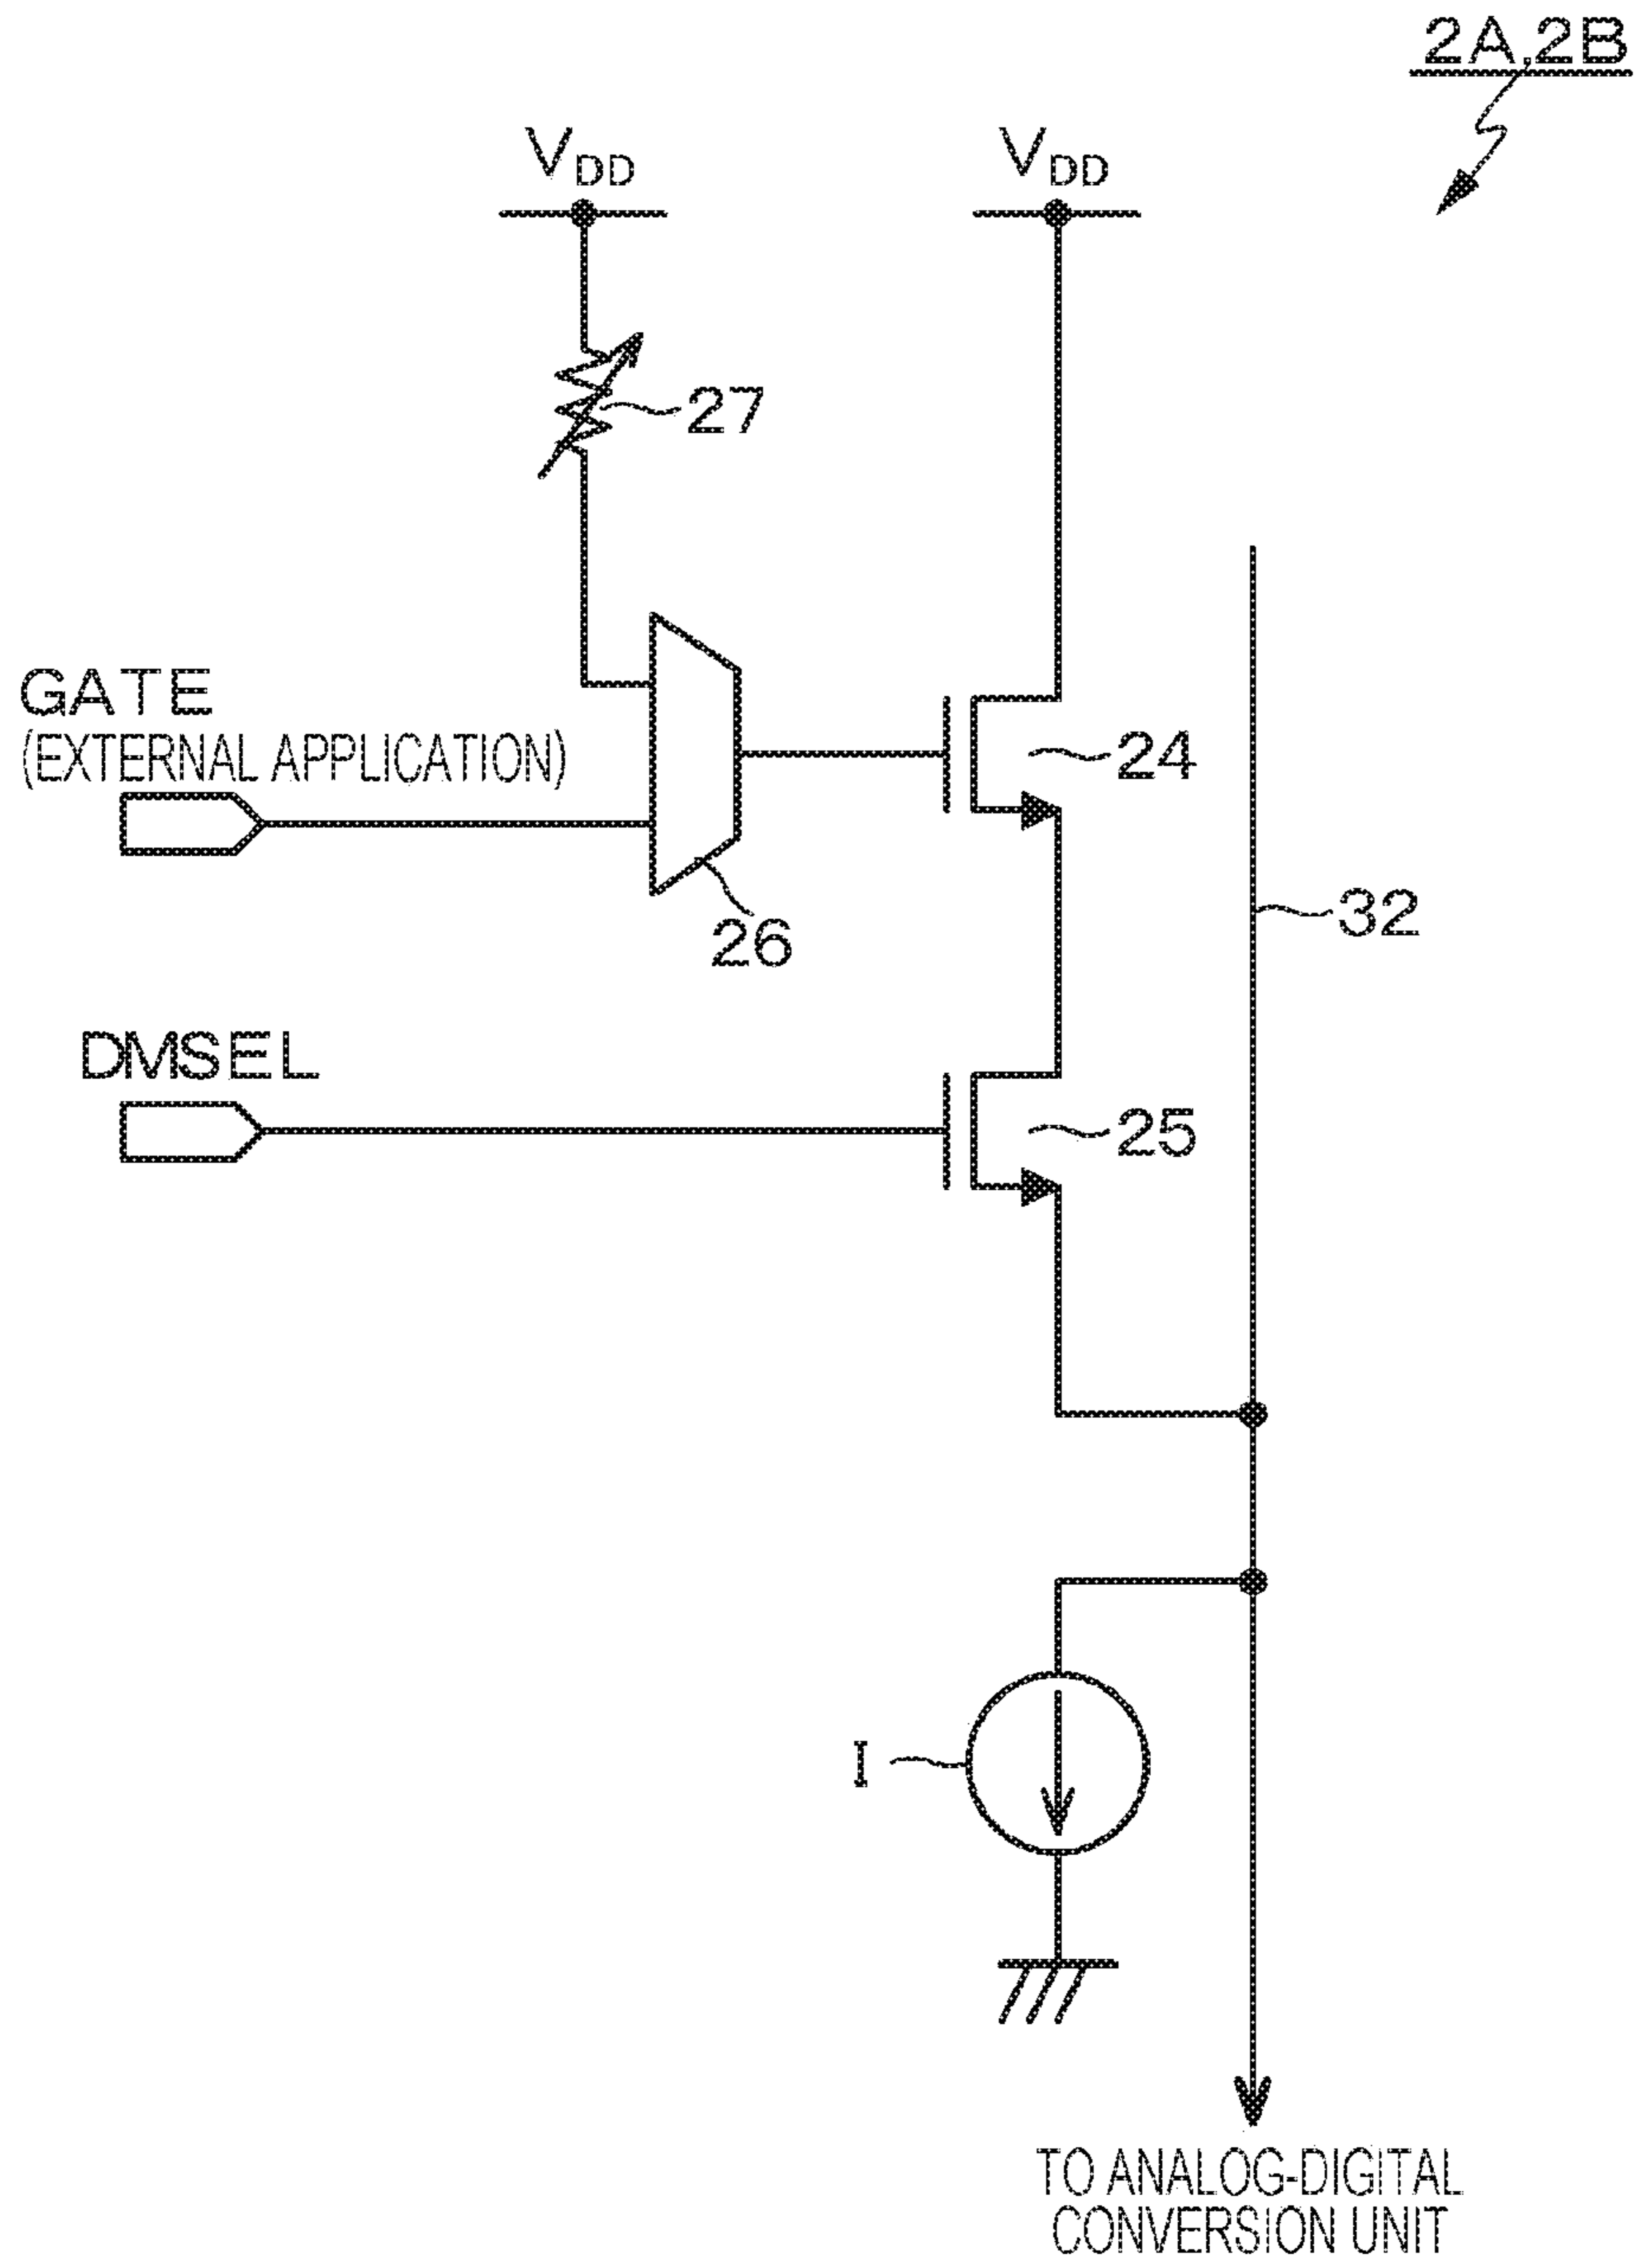 2A,2B
VDD
VDD
27
GATE
(EXTERNAL APPLICATION)
24
26
32
DMSEL
25
I
TO ANALOG-DIGITAL
CONVERSION UNIT